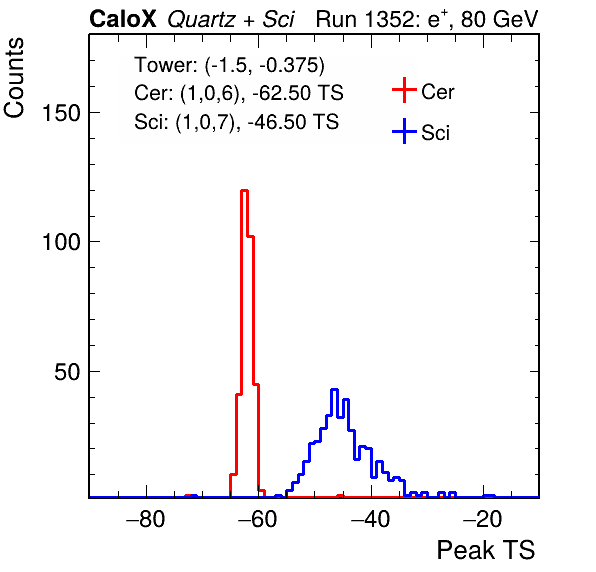 CaloX Quartz + Sci Run 1352: e⁺, 80 GeV
Counts
Tower: (-1.5, -0.375)
Cer: (1,0,6), -62.50 TS
Sci: (1,0,7), -46.50 TS
Cer
Sci
150
100
50
−80 −60 −40 −20
Peak TS